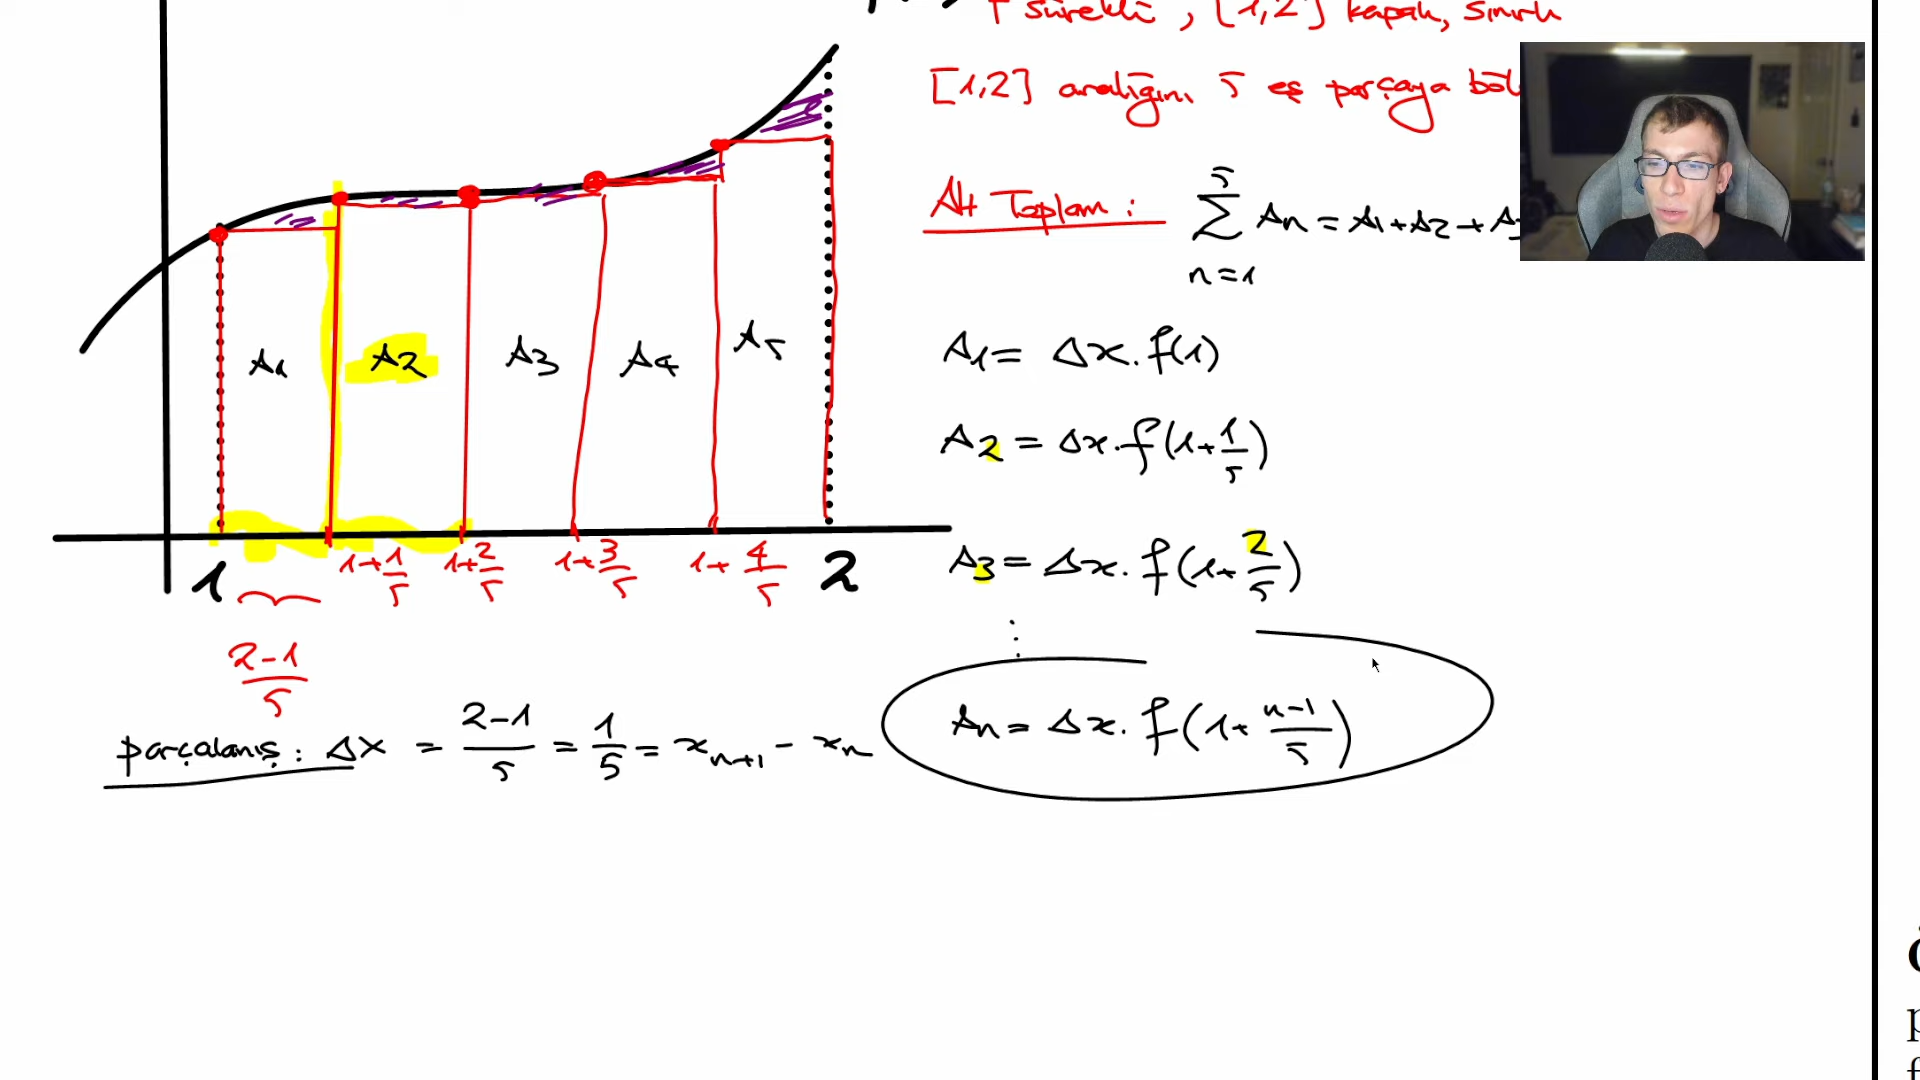 f sürekli, [1,2] kapalı, sınırlı
[1,2] aralığını 5 eş parçaya böl
Alt Toplam : 5 ∑ n=1 An = A1+A2+A3
A1 A2 A3 A4 A5
A1 = Δx.f(1)
A2 = Δx.f(1+1/5)
A3 = Δx.f(1+2/5)
⋮
An = Δx.f(1+(n-1)/5)
1 1+1/5 1+2/5 1+3/5 1+4/5 2
(2-1)/5
parçalanış : Δx = (2-1)/5 = 1/5 = x_{n+1} - x_n